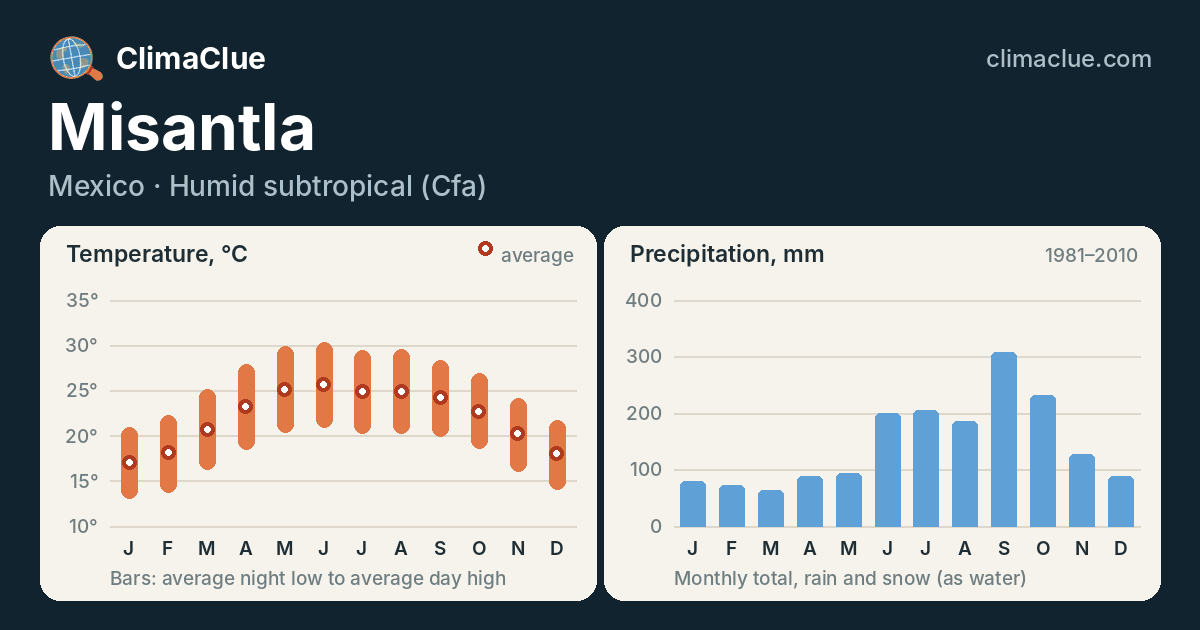 ClimaClue
climaclue.com
Misantla
Mexico · Humid subtropical (Cfa)
Temperature, °C
average
35°
30°
25°
20°
15°
10°
J F M A M J J A S O N D
Bars: average night low to average day high
Precipitation, mm
1981–2010
400
300
200
100
0
J F M A M J J A S O N D
Monthly total, rain and snow (as water)